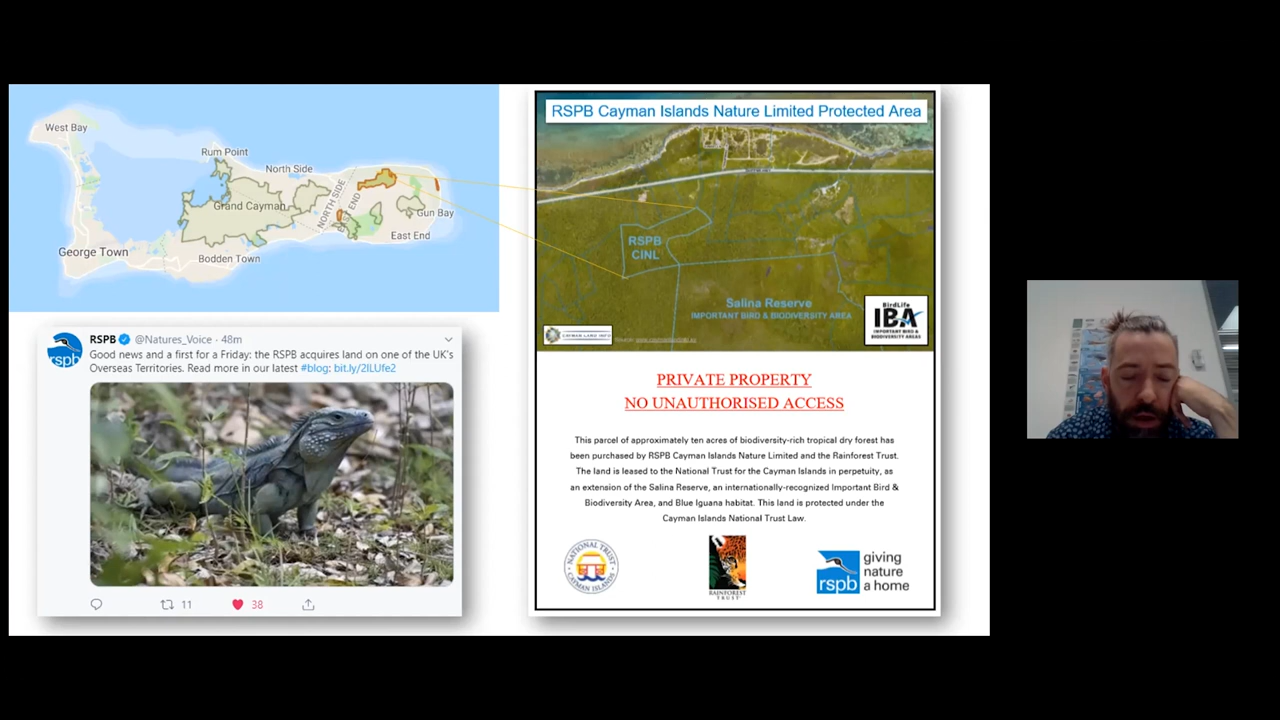 West Bay
Rum Point
North Side
Grand Cayman
NORTH SIDE
END
Gun Bay
East End
Bodden Town
George Town
RSPB @Natures_Voice · 48m
Good news and a first for a Friday: the RSPB acquires land on one of the UK's
Overseas Territories. Read more in our latest #blog: bit.ly/2ILUfe2
rspb
11
38
RSPB Cayman Islands Nature Limited Protected Area
RSPB
CINL
Salina Reserve
IMPORTANT BIRD & BIODIVERSITY AREA
BirdLife
IBA
IMPORTANT BIRD &
BIODIVERSITY AREAS
CAYMAN LAND INFO
PRIVATE PROPERTY
NO UNAUTHORISED ACCESS
This parcel of approximately ten acres of biodiversity-rich tropical dry forest has
been purchased by RSPB Cayman Islands Nature Limited and the Rainforest Trust.
The land is leased to the National Trust for the Cayman Islands in perpetuity, as
an extension of the Salina Reserve, an internationally-recognized Important Bird &
Biodiversity Area, and Blue Iguana habitat. This land is protected under the
Cayman Islands National Trust Law.
NATIONAL TRUST
CAYMAN ISLANDS
RAINFOREST
TRUST
rspb
giving
nature
a home